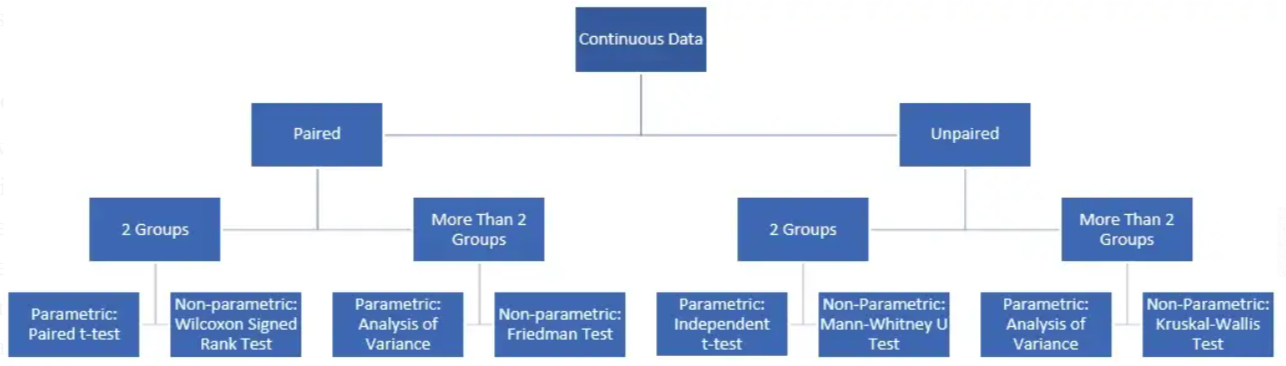 Continuous Data
Paired
Unpaired
2 Groups
More Than 2
Groups
2 Groups
More Than 2
Groups
Parametric:
Paired t-test
Non-parametric:
Wilcoxon Signed
Rank Test
Parametric:
Analysis of
Variance
Non-parametric:
Friedman Test
Parametric:
Independent
t-test
Non-Parametric:
Mann-Whitney U
Test
Parametric:
Analysis of
Variance
Non-Parametric:
Kruskal-Wallis
Test